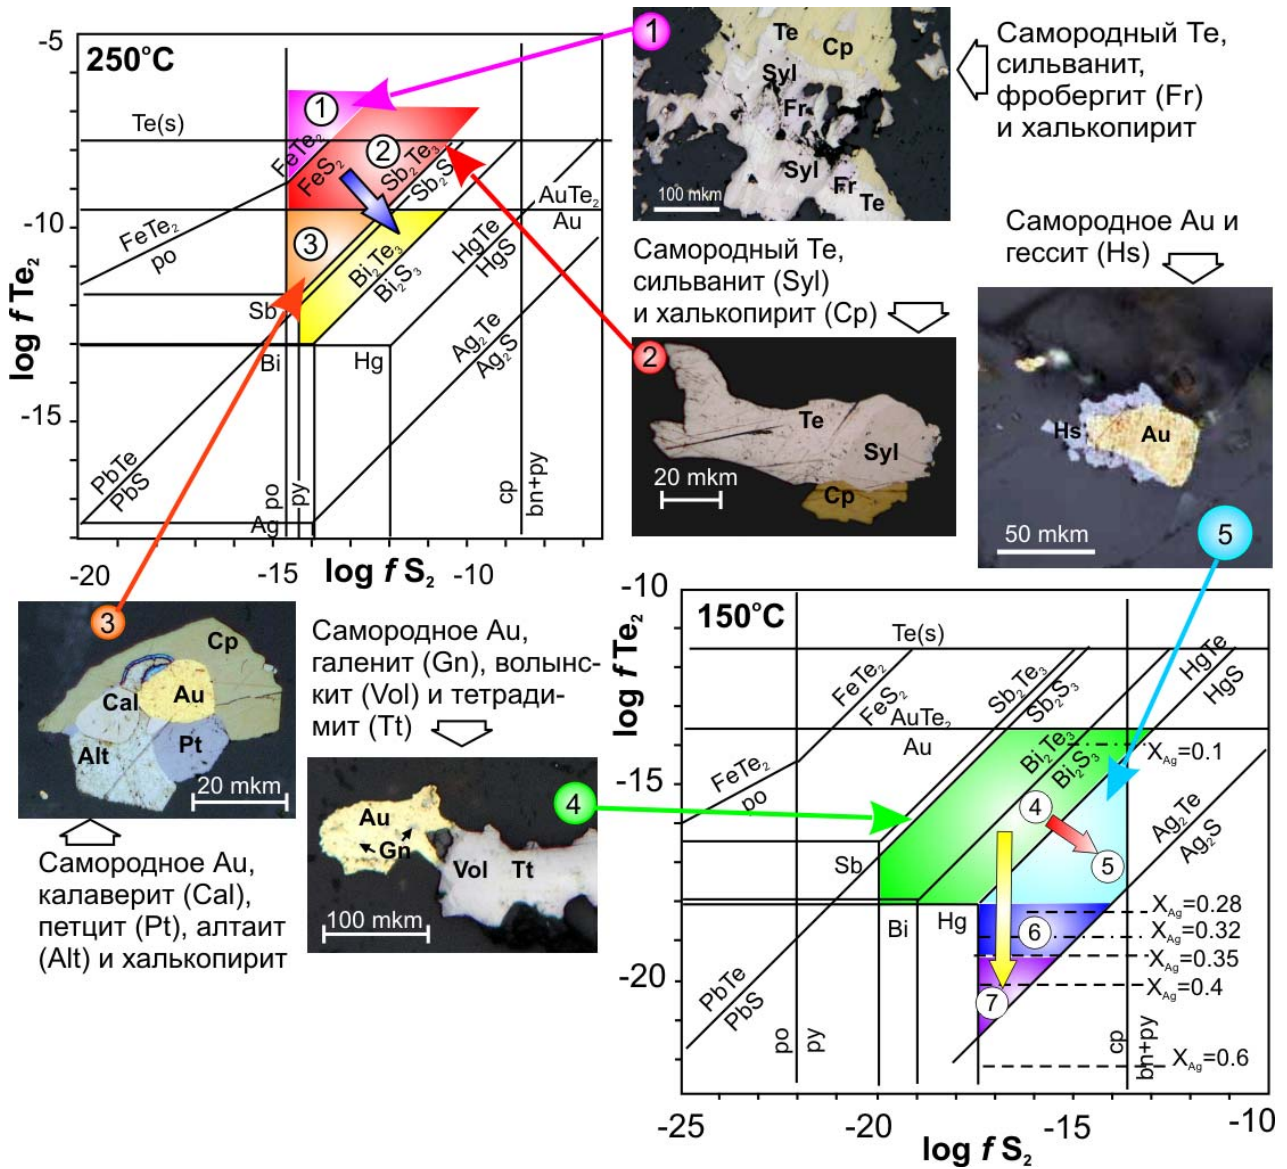 -5
250°C
1
Te(s)
FeTe₂
FeS₂
2
Sb₂Te₃
Sb₂S₃
-10
AuTe₂
Au
FeTe₂
po
3
HgTe
HgS
Bi₂Te₃
Bi₂S₃
log f Te₂
Sb
Bi
Hg
Ag₂Te
Ag₂S
-15
PbTe
PbS
po
py
cp
bn+py
Ag
-20
-15
log f S₂
-10
1
Te
Cp
Syl
Fr
Syl
Fr
Te
100 mkm
Самородный Te,
сильванит,
фробергит (Fr)
и халькопирит
Самородный Te,
сильванит (Syl)
и халькопирит (Cp)
2
Te
Syl
Cp
20 mkm
Самородное Au и
гессит (Hs)
Hs
Au
50 mkm
5
3
Cp
Cal
Au
Alt
Pt
20 mkm
Самородное Au,
калаверит (Cal),
петцит (Pt), алтаит
(Alt) и халькопирит
Самородное Au,
галенит (Gn), волынс-
кит (Vol) и тетради-
мит (Tt)
4
Au
Gn
Vol
Tt
100 mkm
-10
150°C
log f Te₂
Te(s)
FeTe₂
FeS₂
Sb₂Te₃
Sb₂S₃
HgTe
HgS
AuTe₂
Au
Bi₂Te₃
Bi₂S₃
X_Ag=0.1
-15
FeTe₂
po
4
Ag₂Te
Ag₂S
5
Sb
Bi
Hg
X_Ag=0.28
6
X_Ag=0.32
X_Ag=0.35
-20
X_Ag=0.4
7
PbTe
PbS
po
py
cp
bn+py
X_Ag=0.6
-25
-20
-15
-10
log f S₂